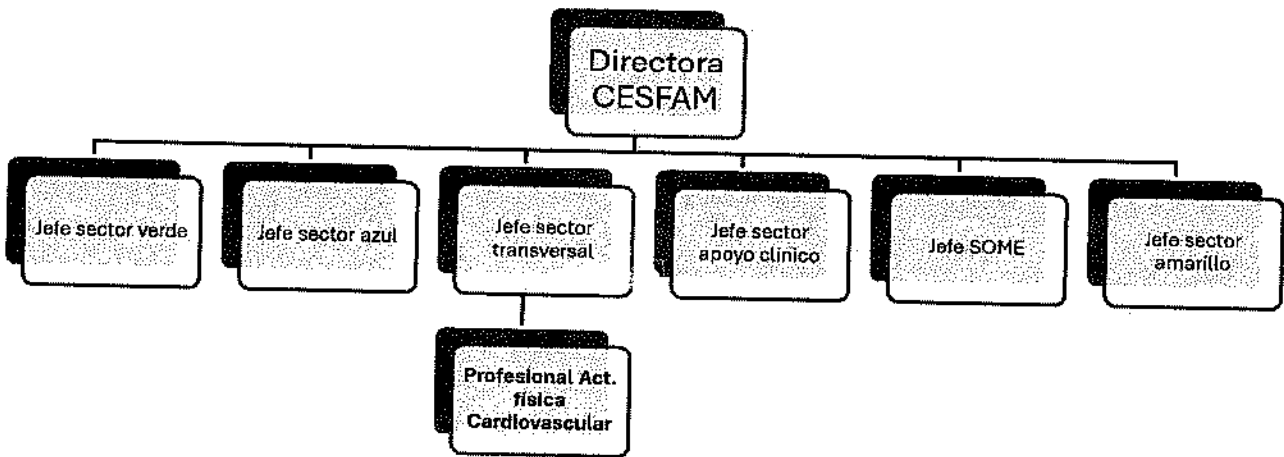 Directora
CESFAM
Jefe sector verde
Jefe sector azul
Jefe sector
transversal
Jefe sector
apoyo clínico
Jefe SOME
Jefe sector
amarillo
Profesional Act.
física
Cardiovascular